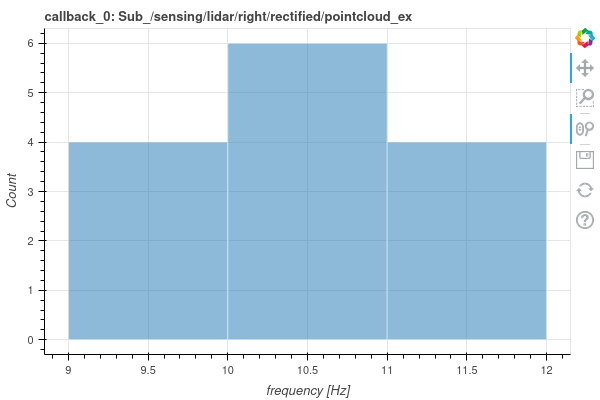 callback_0: Sub_/sensing/lidar/right/rectified/pointcloud_ex
6
5
4
3
2
1
0
Count
9 9.5 10 10.5 11 11.5 12
frequency [Hz]